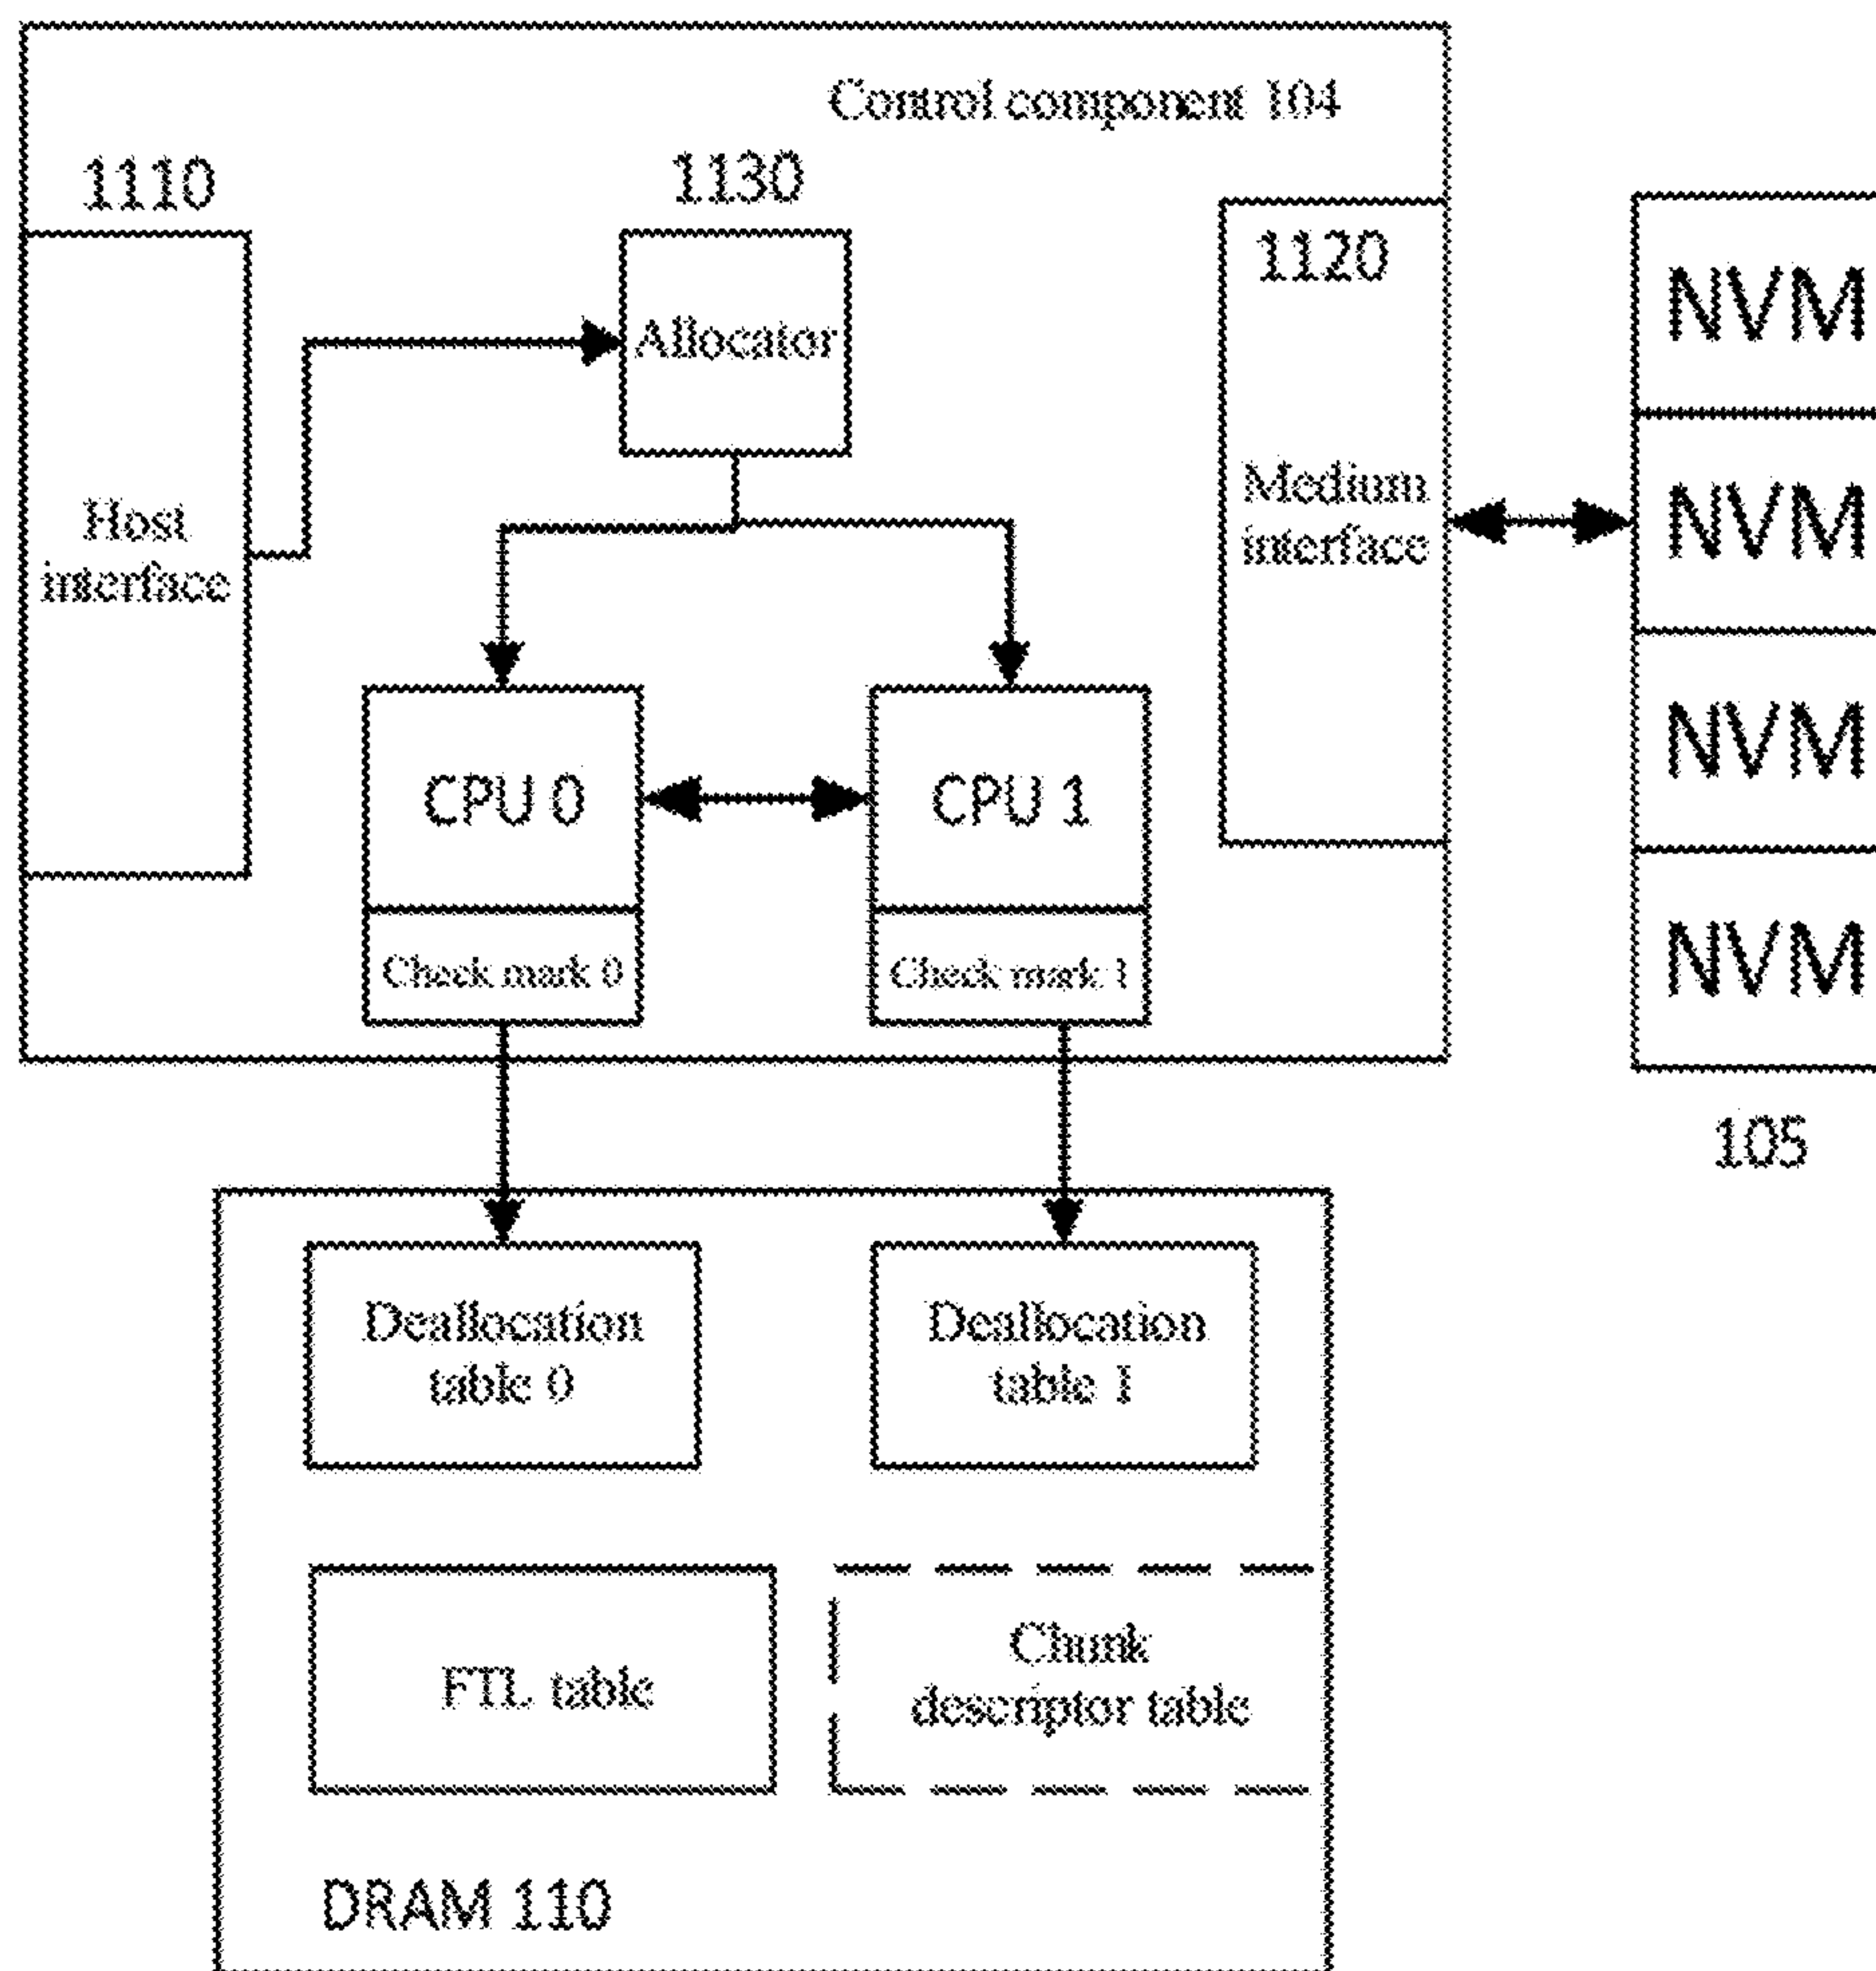 Control component 104
1110
1130
1120
Host
interface
Allocator
Medium
interface
NVM
NVM
NVM
NVM
105
CPU 0
CPU 1
Check mark 0
Check mark 1
Deallocation
table 0
Deallocation
table 1
FTL table
Chunk
descriptor table
DRAM 110